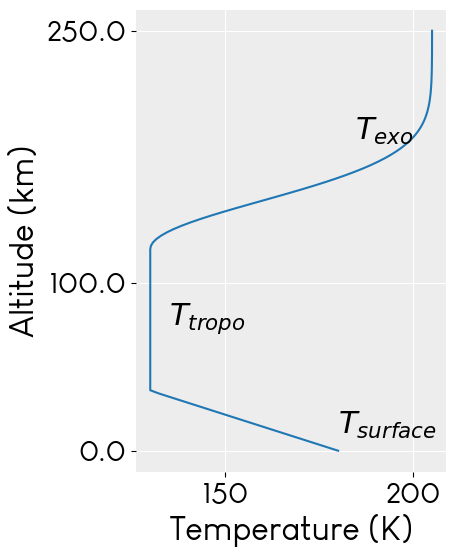 250.0
T_exo
Altitude (km)
100.0
T_tropo
T_surface
0.0
150 200
Temperature (K)